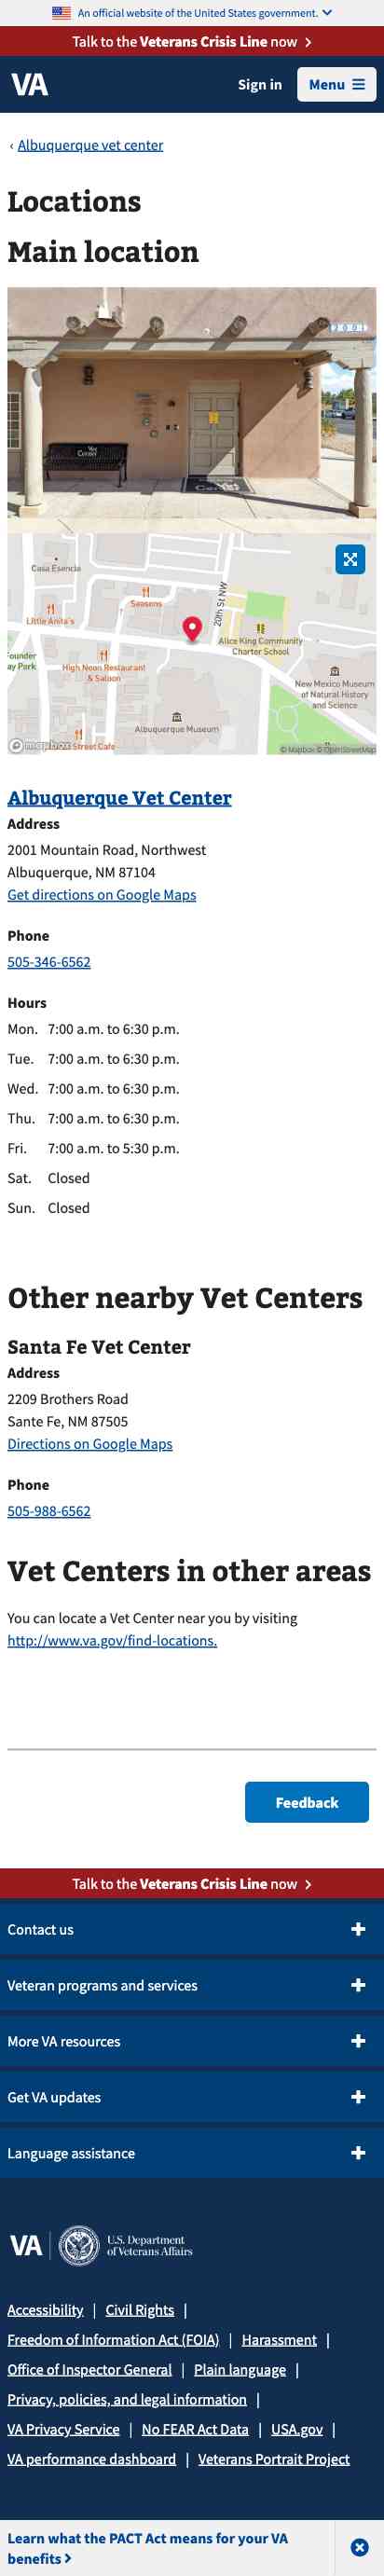 An official website of the United States government.
Talk to the Veterans Crisis Line now
VA
Sign in
Menu
‹ Albuquerque vet center
Locations
Main location
2001
Vet
Center
Casa Esencia
Little Anita's
Seasons
20th St NW
Alice King Community
Charter School
High Noon Restaurant
& Saloon
New Mexico Museum
of Natural History
and Science
Albuquerque Museum
mapbox
Street Cafe
© Mapbox © OpenStreetMap
Albuquerque Vet Center
Address
2001 Mountain Road, Northwest
Albuquerque, NM 87104
Get directions on Google Maps
Phone
505-346-6562
Hours
Mon. 7:00 a.m. to 6:30 p.m.
Tue. 7:00 a.m. to 6:30 p.m.
Wed. 7:00 a.m. to 6:30 p.m.
Thu. 7:00 a.m. to 6:30 p.m.
Fri. 7:00 a.m. to 5:30 p.m.
Sat. Closed
Sun. Closed
Other nearby Vet Centers
Santa Fe Vet Center
Address
2209 Brothers Road
Sante Fe, NM 87505
Directions on Google Maps
Phone
505-988-6562
Vet Centers in other areas
You can locate a Vet Center near you by visiting
http://www.va.gov/find-locations.
Feedback
Talk to the Veterans Crisis Line now
Contact us
Veteran programs and services
More VA resources
Get VA updates
Language assistance
VA
U.S. Department
of Veterans Affairs
Accessibility | Civil Rights |
Freedom of Information Act (FOIA) | Harassment |
Office of Inspector General | Plain language |
Privacy, policies, and legal information |
VA Privacy Service | No FEAR Act Data | USA.gov |
VA performance dashboard | Veterans Portrait Project
Learn what the PACT Act means for your VA
benefits